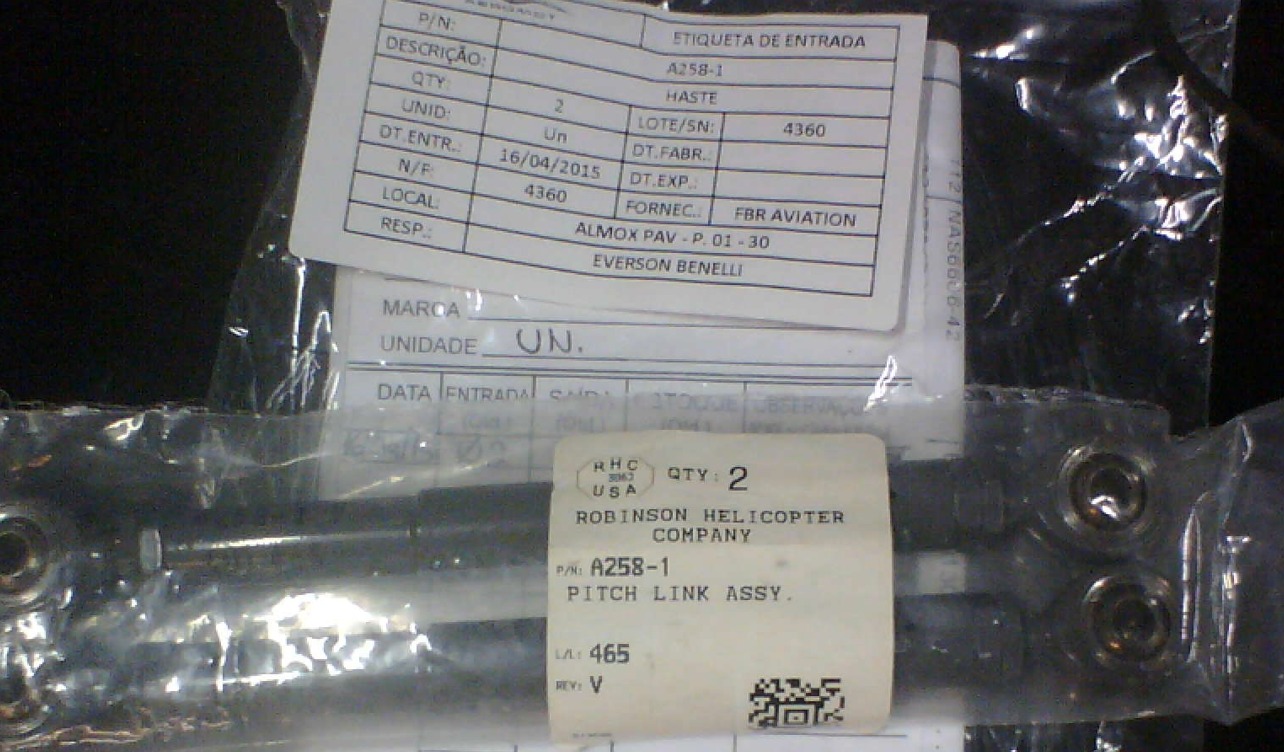 ETIQUETA DE ENTRADA
P/N: A258-1
DESCRIÇÃO: HASTE
QTY: 2 LOTE/SN: 4360
UNID: Un DT.FABR.:
DT.ENTR.: 16/04/2015 DT.EXP.:
N/F: 4360 FORNEC.: FBR AVIATION
LOCAL: ALMOX PAV - P. 01 - 30
RESP.: EVERSON BENELLI
MARCA
UNIDADE UN.
DATA ENTRADA SAÍDA
RHC
USA
QTY: 2
ROBINSON HELICOPTER
COMPANY
P/N: A258-1
PITCH LINK ASSY.
L/L: 465
REV: V